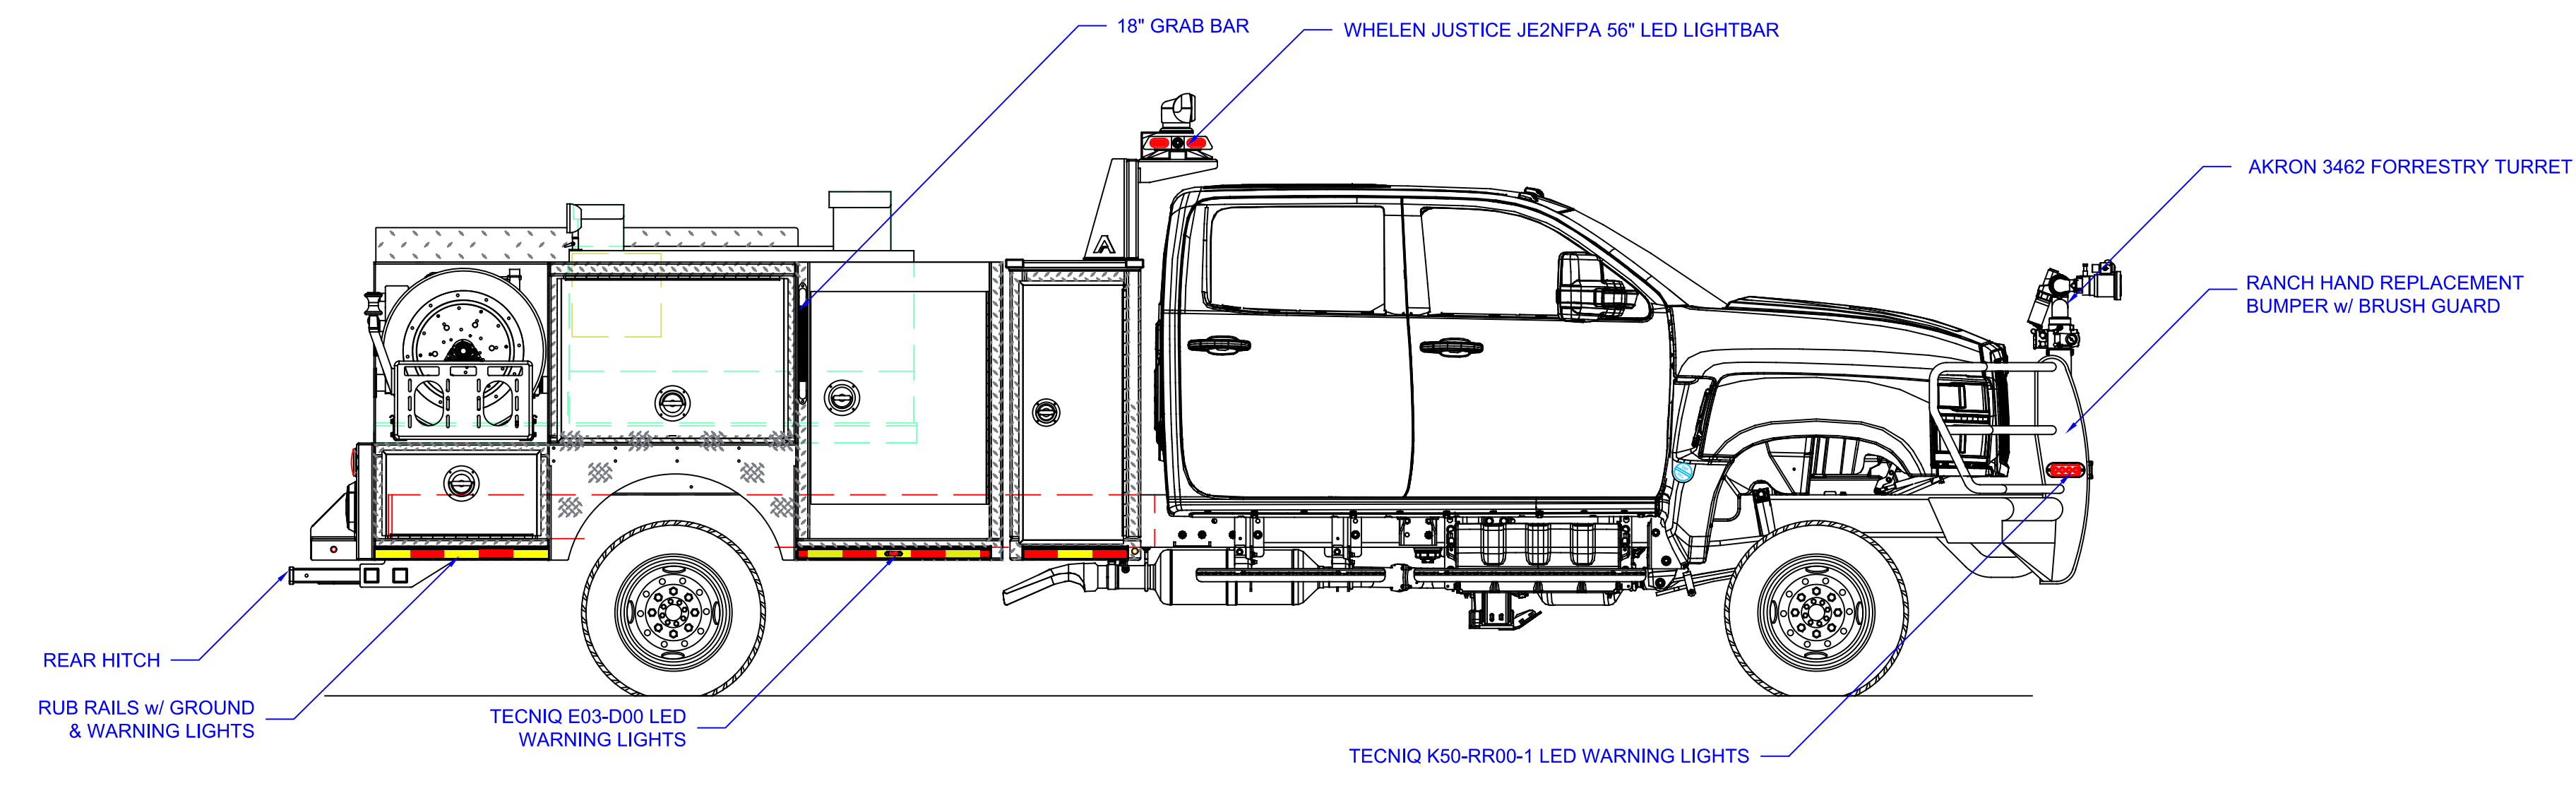 18" GRAB BAR
WHELEN JUSTICE JE2NFPA 56" LED LIGHTBAR
AKRON 3462 FORRESTRY TURRET
RANCH HAND REPLACEMENT
BUMPER w/ BRUSH GUARD
REAR HITCH
RUB RAILS w/ GROUND
& WARNING LIGHTS
TECNIQ E03-D00 LED
WARNING LIGHTS
TECNIQ K50-RR00-1 LED WARNING LIGHTS